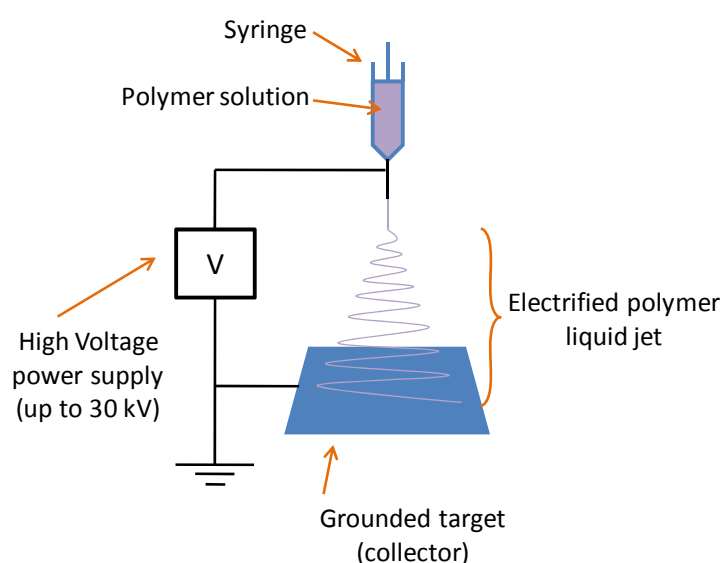 Syringe
Polymer solution
V
Electrified polymer
liquid jet
High Voltage
power supply
(up to 30 kV)
Grounded target
(collector)